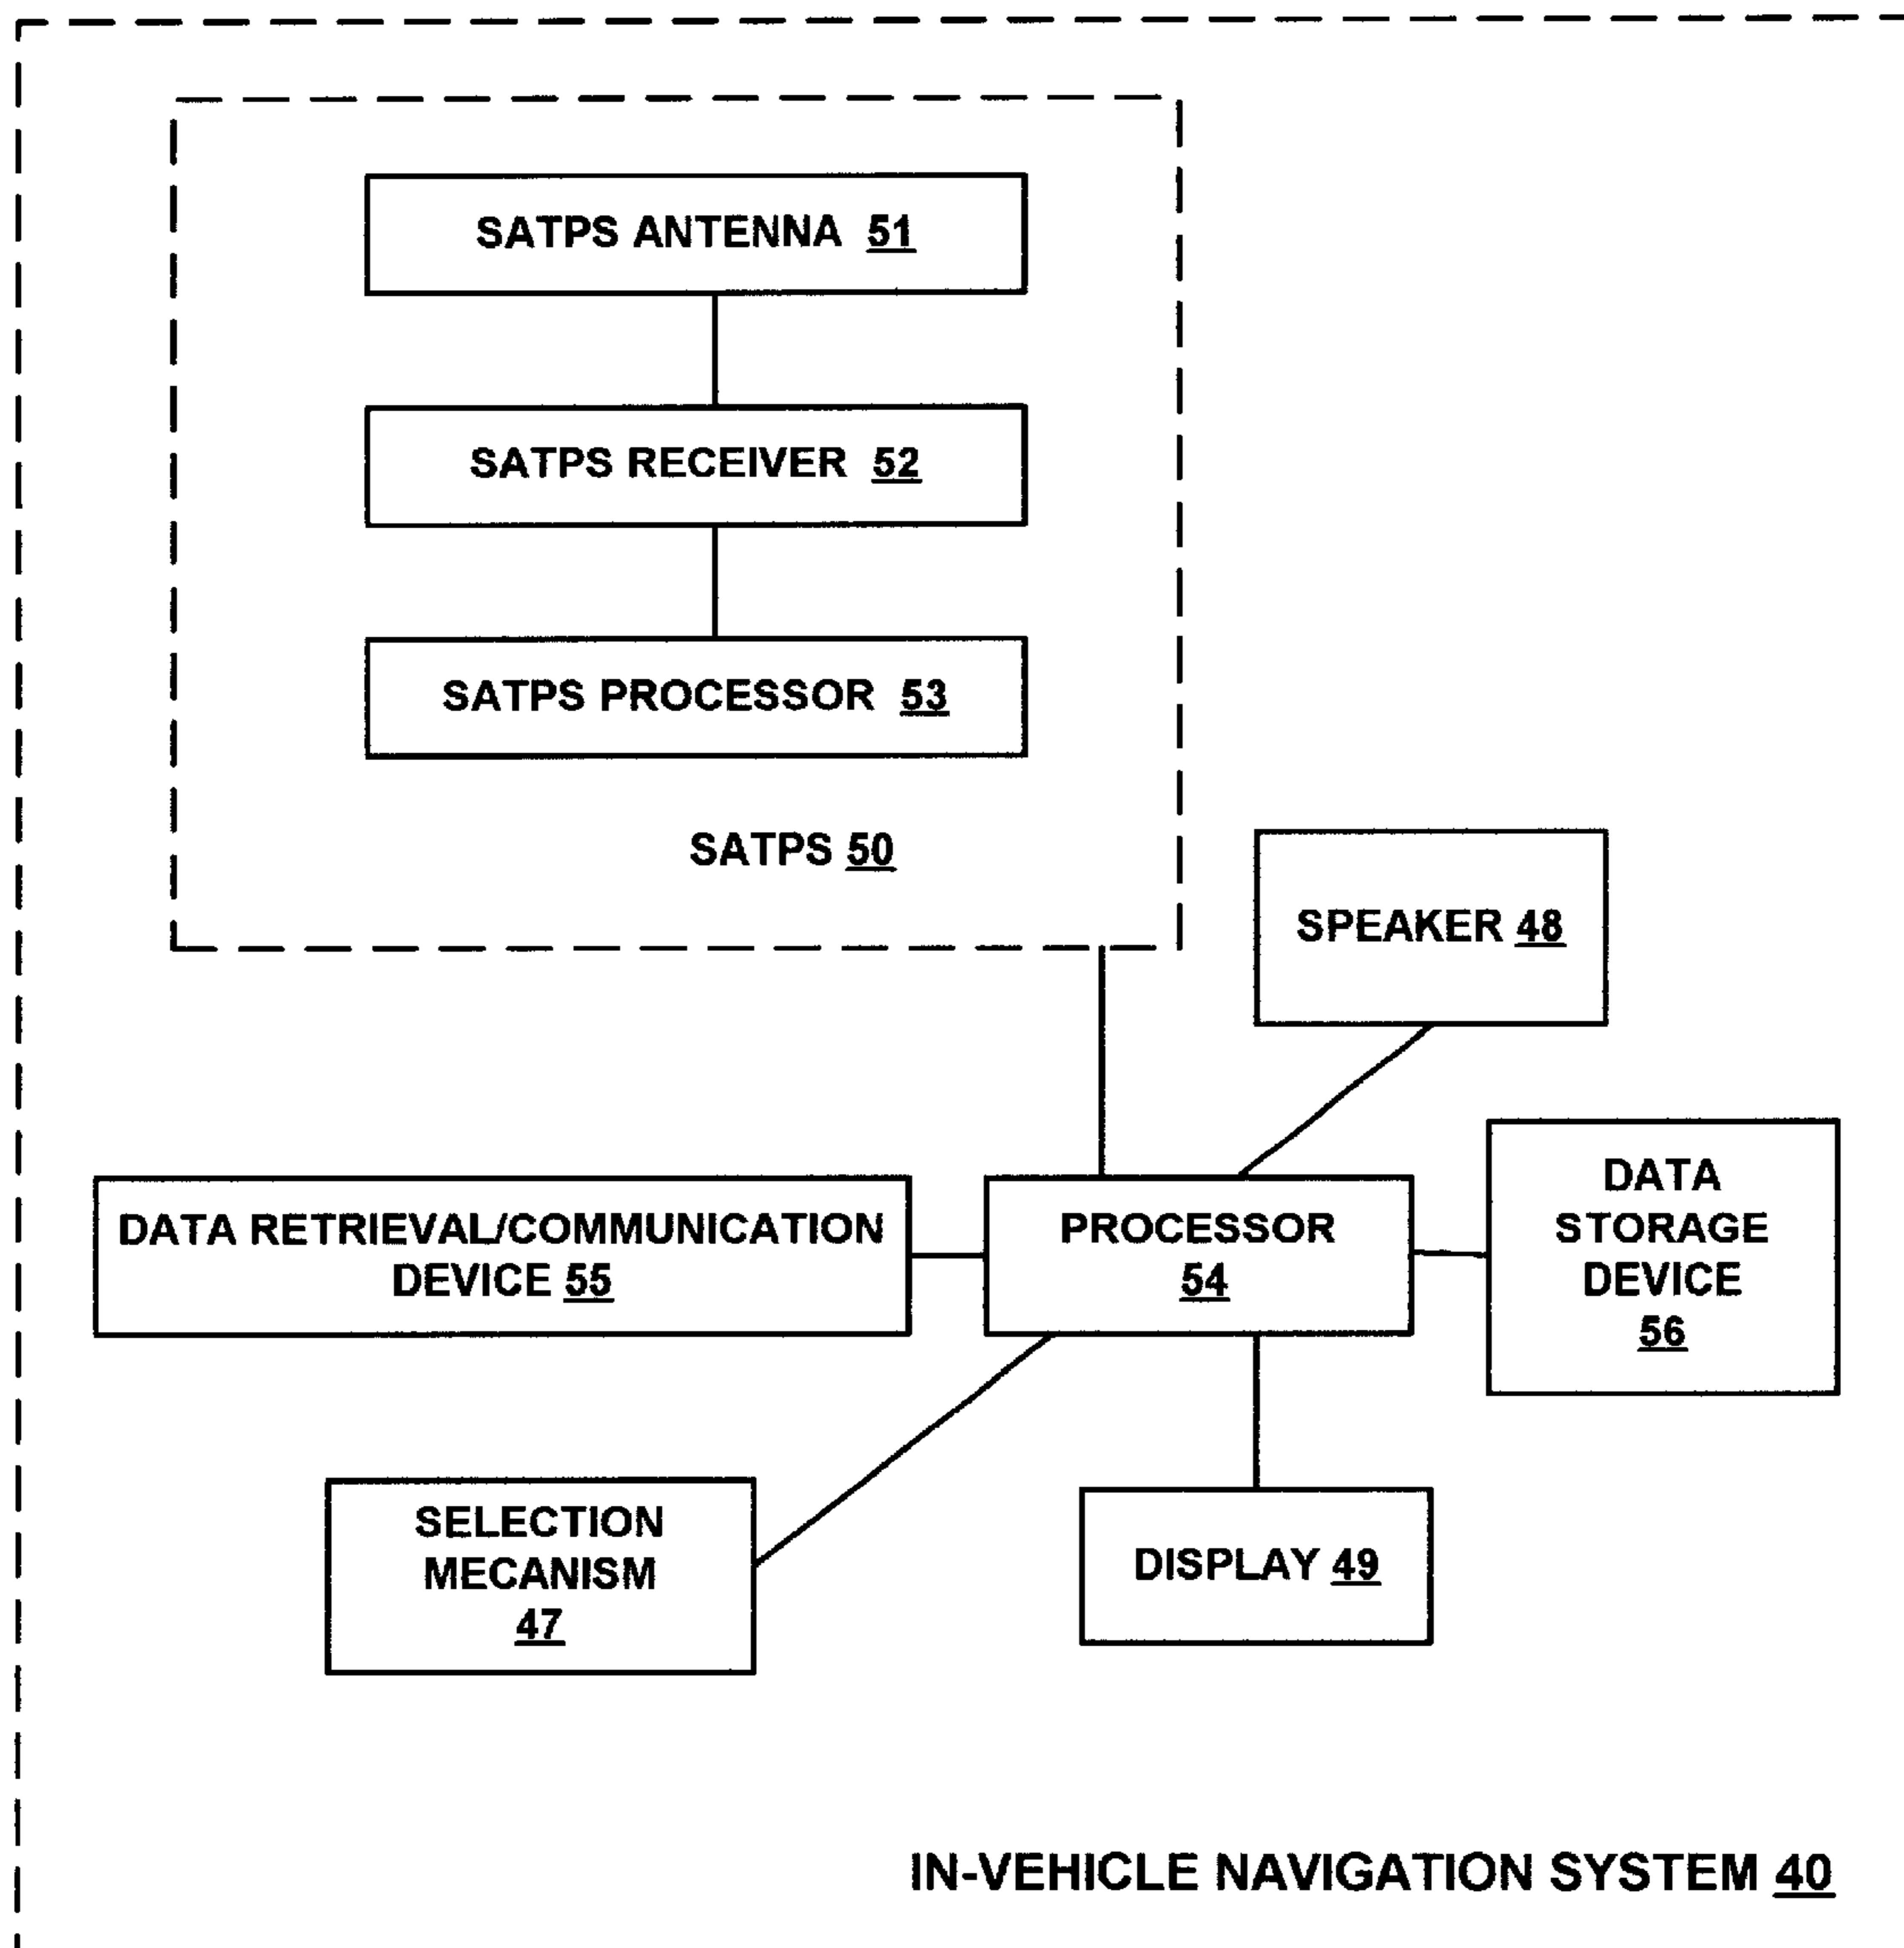 SATPS ANTENNA 51
SATPS RECEIVER 52
SATPS PROCESSOR 53
SATPS 50
SPEAKER 48
DATA RETRIEVAL/COMMUNICATION
DEVICE 55
PROCESSOR
54
DATA
STORAGE
DEVICE
56
SELECTION
MECANISM
47
DISPLAY 49
IN-VEHICLE NAVIGATION SYSTEM 40